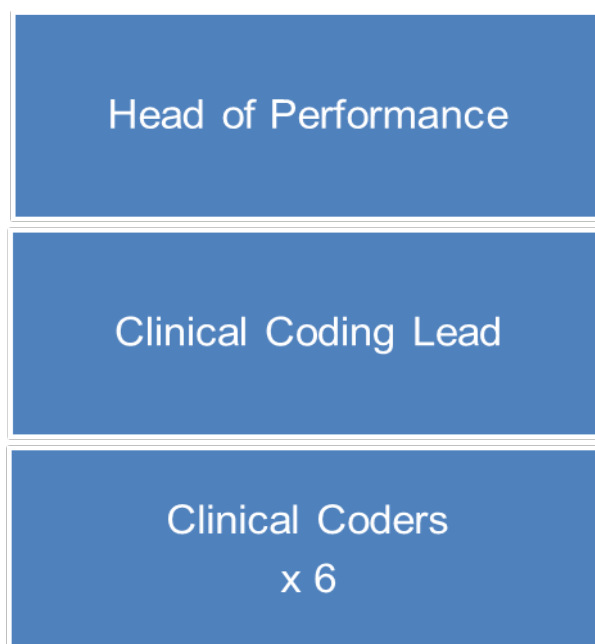 Head of Performance
Clinical Coding Lead
Clinical Coders
x 6